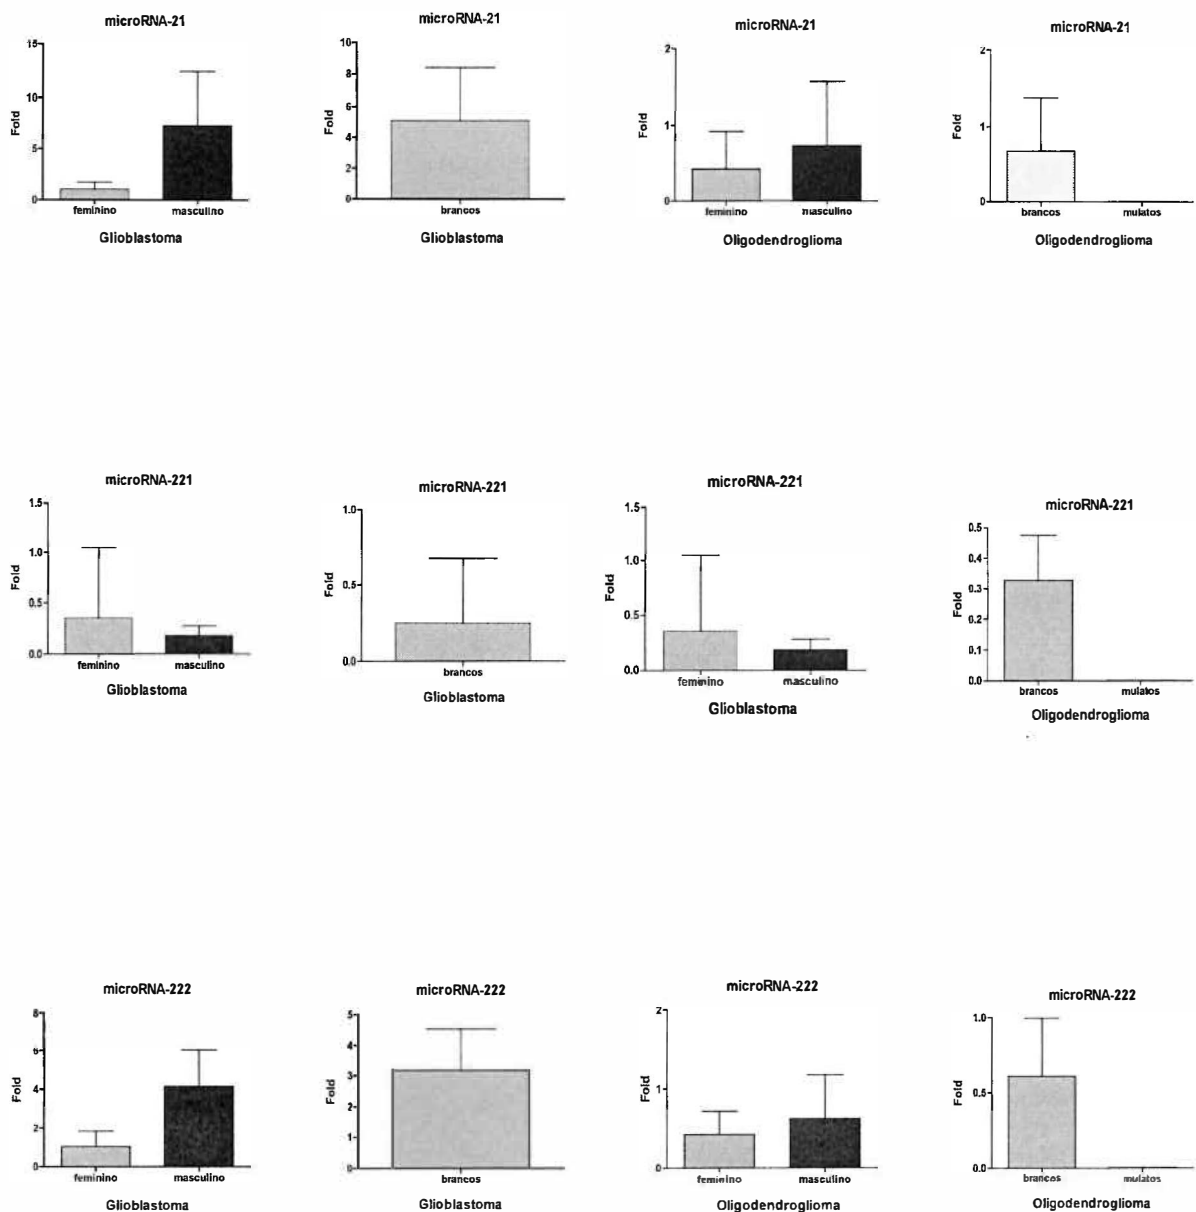 microRNA-21
15
10
5
0
Fold
feminino
masculino
Glioblastoma
microRNA-21
10
8
6
4
2
0
Fold
brancos
Glioblastoma
microRNA-21
2
1
0
Fold
feminino
masculino
Oligodendroglioma
microRNA-21
2
1
0
Fold
brancos
mulatos
Oligodendroglioma
microRNA-221
1.5
1.0
0.5
0.0
Fold
feminino
masculino
Glioblastoma
microRNA-221
1.0
0.5
0.0
Fold
brancos
Glioblastoma
microRNA-221
1.5
1.0
0.5
0.0
Fold
feminino
masculino
Glioblastoma
microRNA-221
0.5
0.4
0.3
0.2
0.1
0.0
Fold
brancos
mulatos
Oligodendroglioma
microRNA-222
8
6
4
2
0
Fold
feminino
masculino
Glioblastoma
microRNA-222
5
4
3
2
1
0
Fold
brancos
Glioblastoma
microRNA-222
2
1
0
Fold
feminino
masculino
Oligodendroglioma
microRNA-222
1.0
0.5
0.0
Fold
brancos
mulatos
Oligodendroglioma